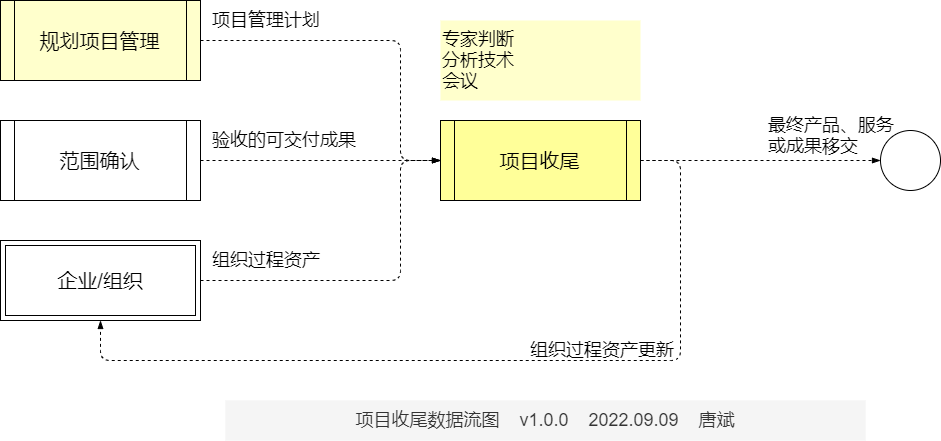 项目管理计划
规划项目管理
专家判断
分析技术
会议
最终产品、服务
或成果移交
验收的可交付成果
范围确认
项目收尾
组织过程资产
企业/组织
组织过程资产更新
项目收尾数据流图 v1.0.0 2022.09.09 唐斌